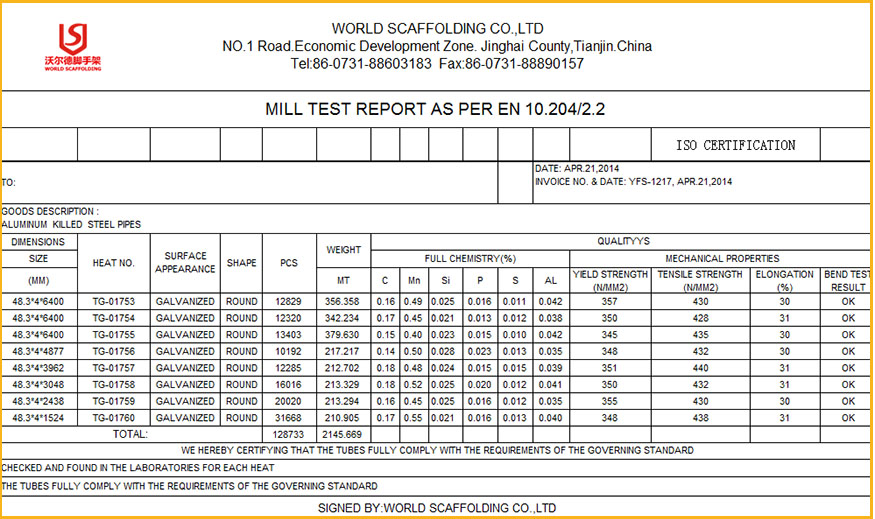 沃尔德脚手架
WORLD SCAFFOLDING
WORLD SCAFFOLDING CO.,LTD
NO.1 Road.Economic Development Zone. Jinghai County,Tianjin.China
Tel:86-0731-88603183 Fax:86-0731-88890157
MILL TEST REPORT AS PER EN 10.204/2.2
ISO CERTIFICATION
TO:
DATE: APR.21,2014
INVOICE NO. & DATE: YFS-1217, APR.21,2014
GOODS DESCRIPTION :
ALUMINUM KILLED STEEL PIPES
DIMENSIONS
SIZE
(MM)
HEAT NO.
SURFACE
APPEARANCE
SHAPE
PCS
WEIGHT
MT
QUALITYYS
FULL CHEMISTRY(%)
MECHANICAL PROPERTIES
C Mn Si P S AL
YIELD STRENGTH
(N/MM2)
TENSILE STRENGTH
(N/MM2)
ELONGATION
(%)
BEND TEST
RESULT
48.3*4*6400 TG-01753 GALVANIZED ROUND 12829 356.358 0.16 0.49 0.025 0.016 0.011 0.042 357 430 30 OK
48.3*4*6400 TG-01754 GALVANIZED ROUND 12320 342.234 0.17 0.45 0.021 0.013 0.012 0.038 350 428 31 OK
48.3*4*6400 TG-01755 GALVANIZED ROUND 13403 379.630 0.15 0.40 0.023 0.015 0.010 0.042 345 435 30 OK
48.3*4*4877 TG-01756 GALVANIZED ROUND 10192 217.217 0.14 0.50 0.028 0.023 0.013 0.035 348 432 30 OK
48.3*4*3962 TG-01757 GALVANIZED ROUND 12285 212.702 0.18 0.48 0.024 0.015 0.015 0.039 351 440 31 OK
48.3*4*3048 TG-01758 GALVANIZED ROUND 16016 213.329 0.18 0.52 0.025 0.020 0.012 0.041 350 432 31 OK
48.3*4*2438 TG-01759 GALVANIZED ROUND 20020 213.294 0.16 0.45 0.025 0.016 0.012 0.035 355 430 30 OK
48.3*4*1524 TG-01760 GALVANIZED ROUND 31668 210.905 0.17 0.55 0.021 0.016 0.013 0.040 348 438 31 OK
TOTAL: 128733 2145.669
WE HEREBY CERTIFYING THAT THE TUBES FULLY COMPLY WITH THE REQUIREMENTS OF THE GOVERNING STANDARD
CHECKED AND FOUND IN THE LABORATORIES FOR EACH HEAT
THE TUBES FULLY COMPLY WITH THE REQUIREMENTS OF THE GOVERNING STANDARD
SIGNED BY:WORLD SCAFFOLDING CO.,LTD